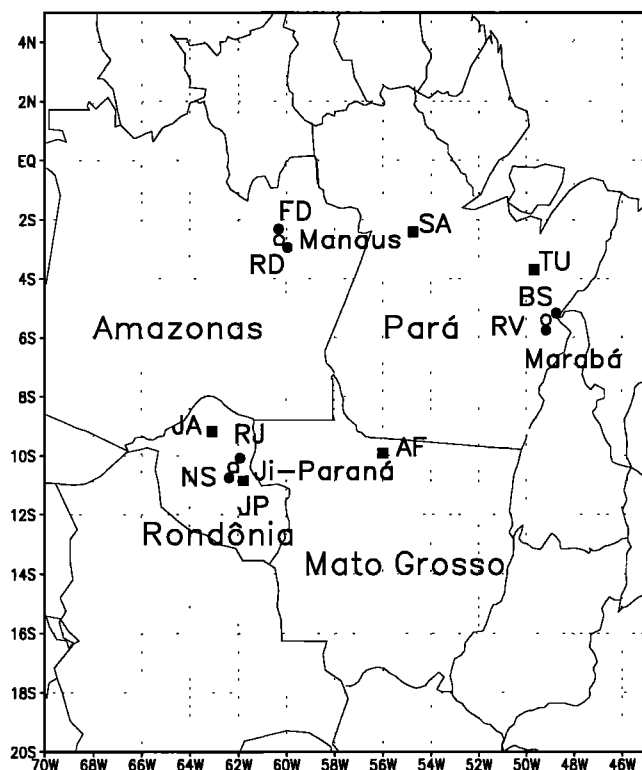 4N
2N
EQ
2S
4S
6S
8S
10S
12S
14S
16S
18S
20S
FD
SA
Manaus
RD
TU
BS
Amazonas
Pará
RV
Marabá
JA
RJ
AF
NS
Ji-Paraná
JP
Rondônia
Mato Grosso
70W 68W 66W 64W 62W 60W 58W 56W 54W 52W 50W 48W 46W